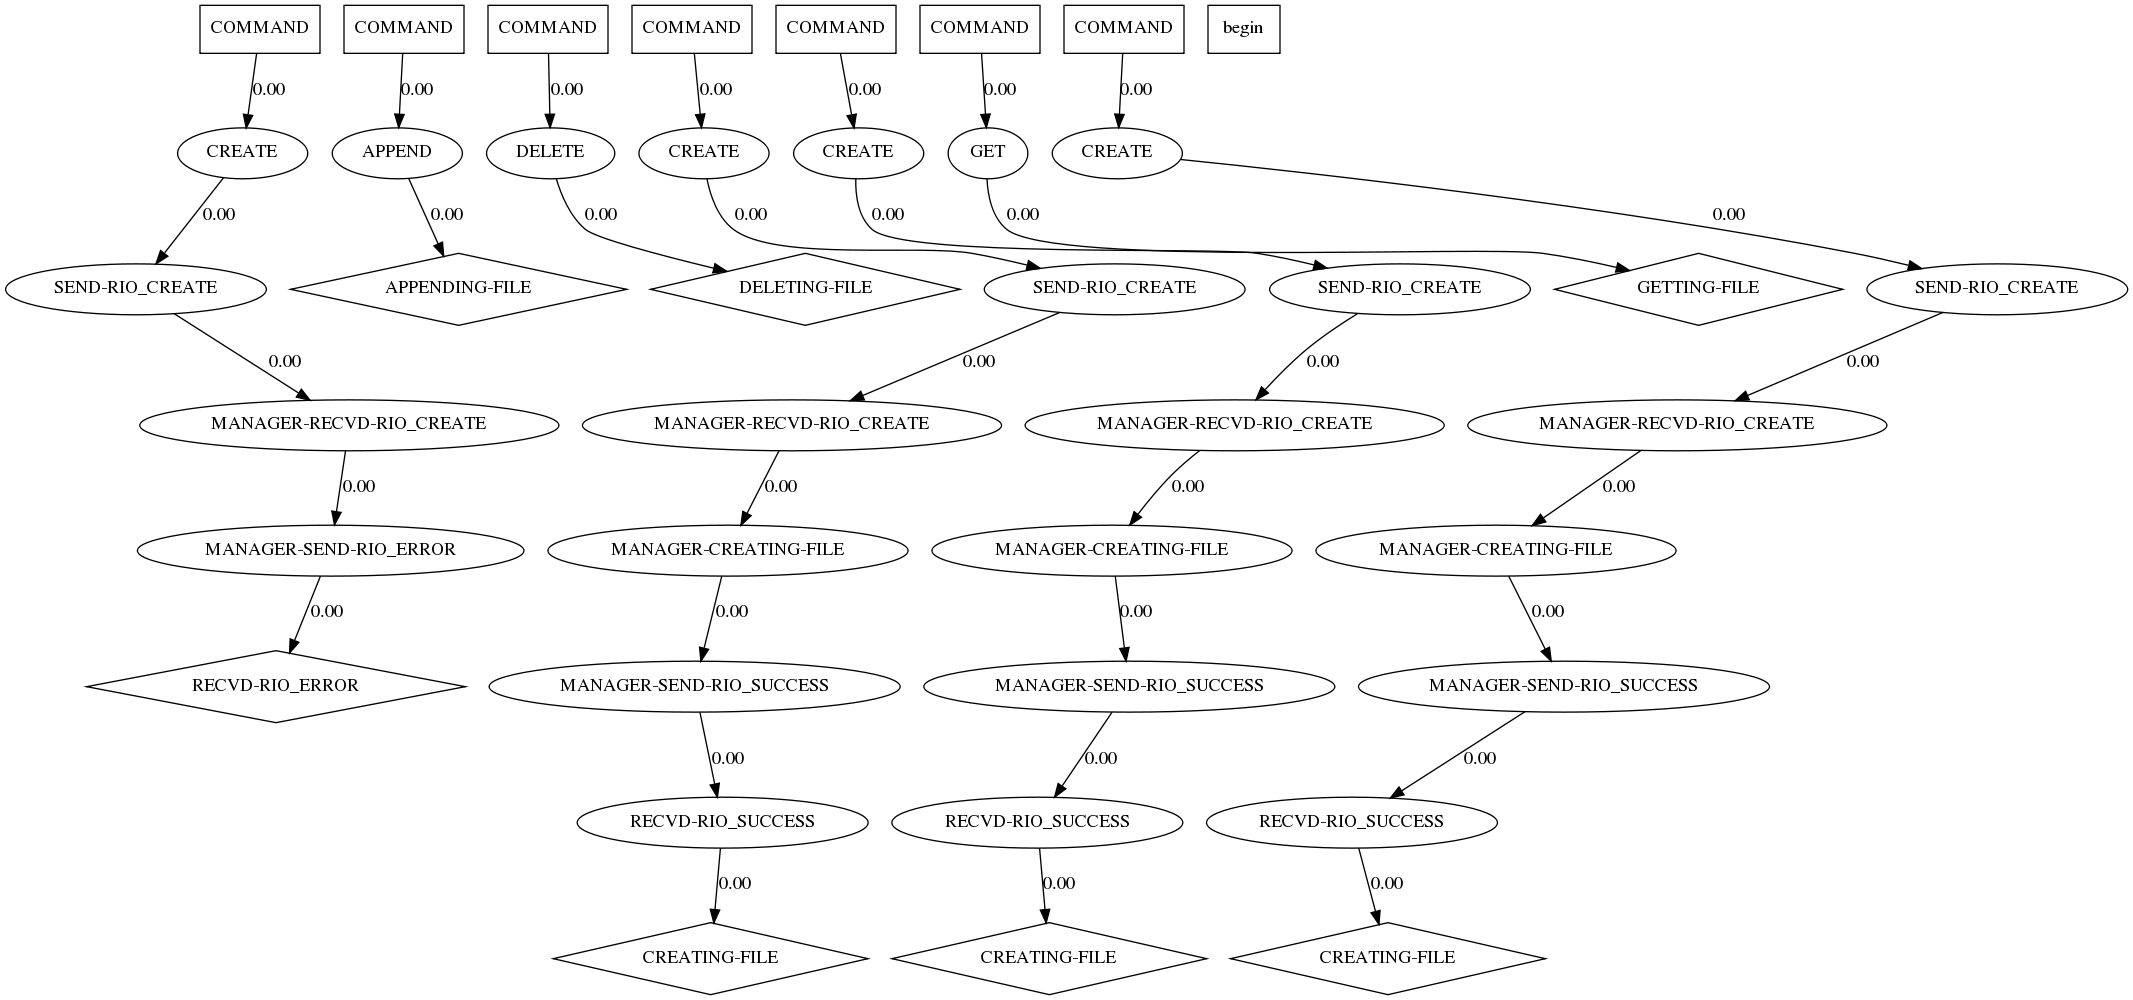 COMMAND
COMMAND
COMMAND
COMMAND
COMMAND
COMMAND
COMMAND
begin
0.00
0.00
0.00
0.00
0.00
0.00
0.00
CREATE
APPEND
DELETE
CREATE
CREATE
GET
CREATE
0.00
0.00
0.00
0.00
0.00
0.00
0.00
SEND-RIO_CREATE
APPENDING-FILE
DELETING-FILE
SEND-RIO_CREATE
SEND-RIO_CREATE
GETTING-FILE
SEND-RIO_CREATE
0.00
0.00
0.00
0.00
MANAGER-RECVD-RIO_CREATE
MANAGER-RECVD-RIO_CREATE
MANAGER-RECVD-RIO_CREATE
MANAGER-RECVD-RIO_CREATE
0.00
0.00
0.00
0.00
MANAGER-SEND-RIO_ERROR
MANAGER-CREATING-FILE
MANAGER-CREATING-FILE
MANAGER-CREATING-FILE
0.00
0.00
0.00
0.00
RECVD-RIO_ERROR
MANAGER-SEND-RIO_SUCCESS
MANAGER-SEND-RIO_SUCCESS
MANAGER-SEND-RIO_SUCCESS
0.00
0.00
0.00
RECVD-RIO_SUCCESS
RECVD-RIO_SUCCESS
RECVD-RIO_SUCCESS
0.00
0.00
0.00
CREATING-FILE
CREATING-FILE
CREATING-FILE